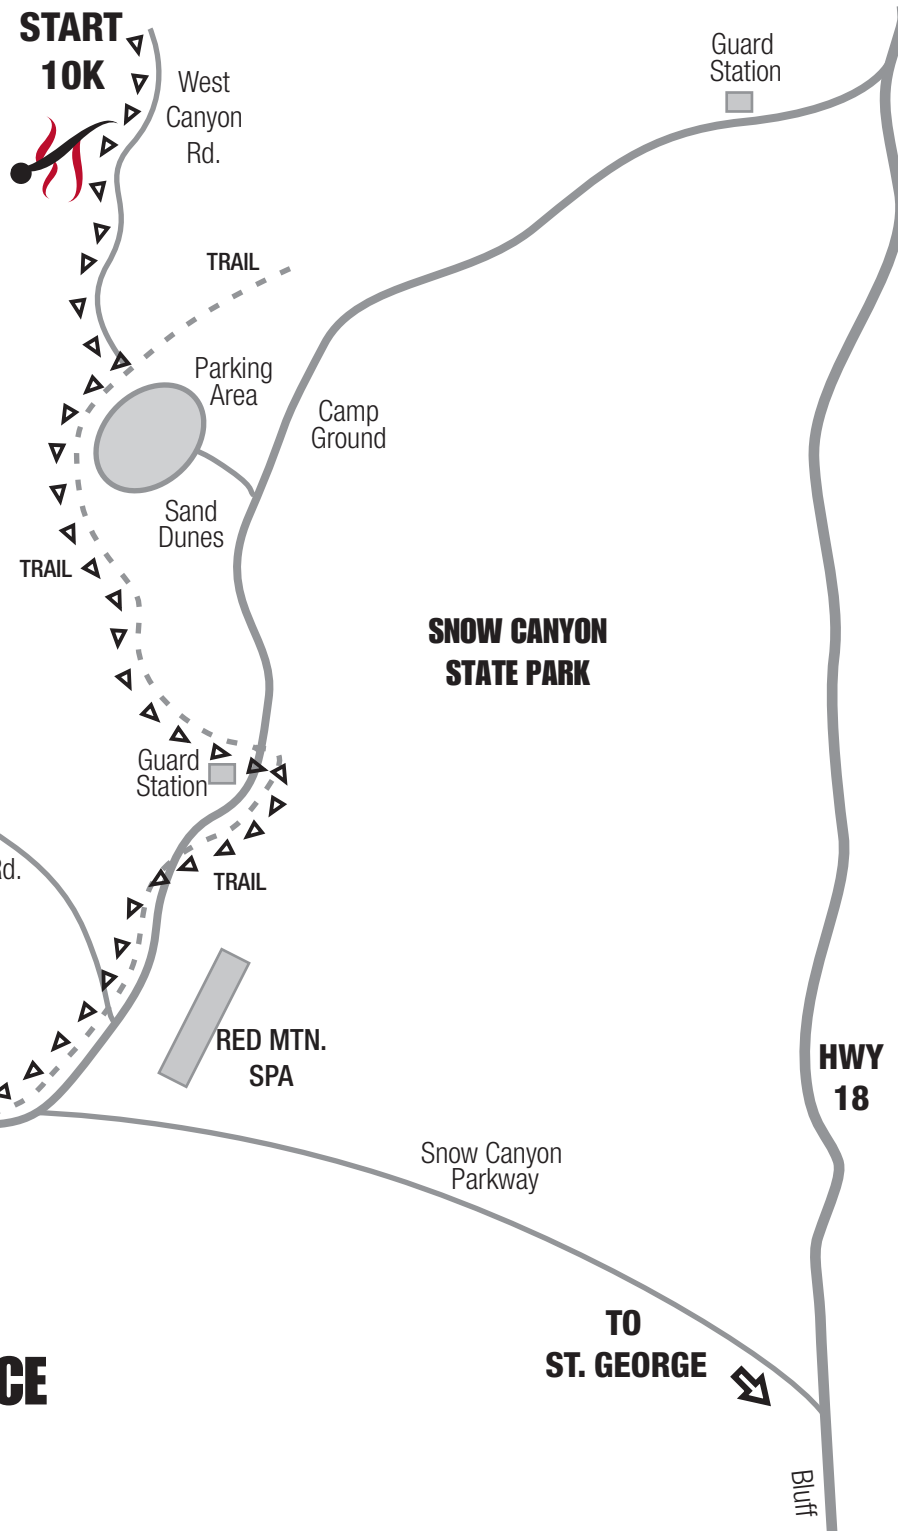 START
10K
West
Canyon
Rd.
Guard
Station
TRAIL
Parking
Area
Camp
Ground
Sand
Dunes
TRAIL
SNOW CANYON
STATE PARK
Guard
Station
Rd.
TRAIL
RED MTN.
SPA
HWY
18
Snow Canyon
Parkway
TO
ST. GEORGE
CE
Bluff